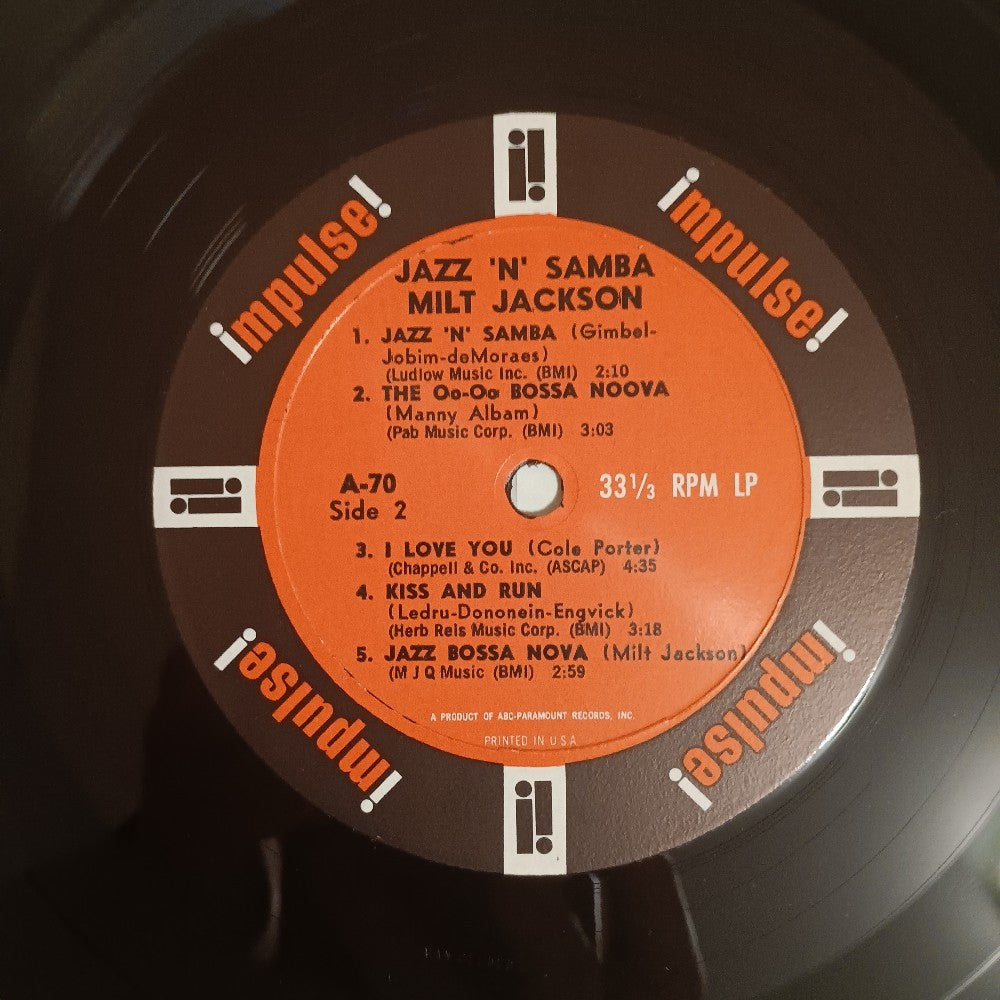 impulse!
impulse!
JAZZ 'N' SAMBA
MILT JACKSON
1. JAZZ 'N' SAMBA (Gimbel-
Jobim-deMoraes)
(Ludlow Music Inc. (BMI) 2:10
2. THE Oo-Oo BOSSA NOOVA
(Manny Albam)
(Pab Music Corp. (BMI) 3:03
A-70
Side 2
33 1/3 RPM LP
3. I LOVE YOU (Cole Porter)
(Chappell & Co. Inc. (ASCAP) 4:35
4. KISS AND RUN
(Ledru-Dononein-Engvick)
(Herb Reis Music Corp. (BMI) 3:18
5. JAZZ BOSSA NOVA (Milt Jackson)
(M J Q Music (BMI) 2:59
A PRODUCT OF ABC-PARAMOUNT RECORDS, INC.
PRINTED IN U S A
impulse!
impulse!